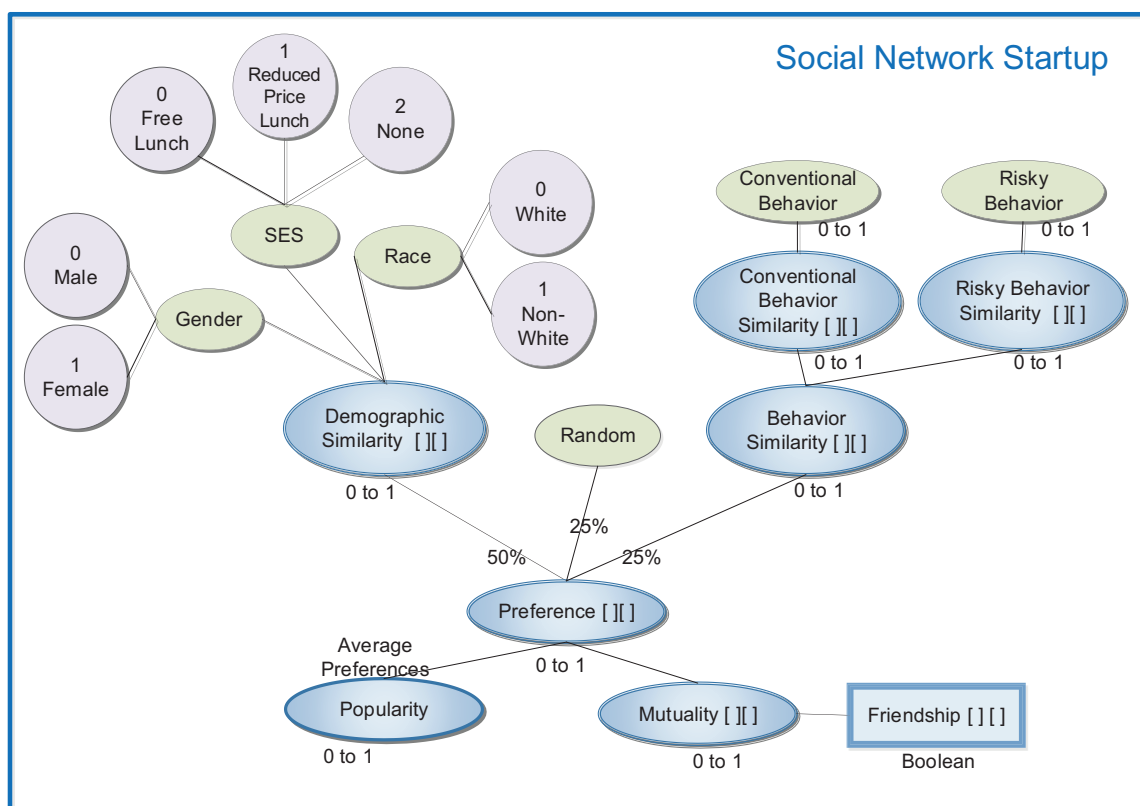 Social Network Startup
0
Free
Lunch
1
Reduced
Price
Lunch
2
None
SES
0
Male
1
Female
Gender
Race
0
White
1
Non-
White
Conventional
Behavior
0 to 1
Risky
Behavior
0 to 1
Conventional
Behavior
Similarity [ ][ ]
0 to 1
Risky Behavior
Similarity [ ][ ]
0 to 1
Demographic
Similarity [ ][ ]
0 to 1
Random
Behavior
Similarity [ ][ ]
0 to 1
50%
25%
25%
Preference [ ][ ]
0 to 1
Average
Preferences
Popularity
0 to 1
Mutuality [ ][ ]
0 to 1
Friendship [ ] [ ]
Boolean